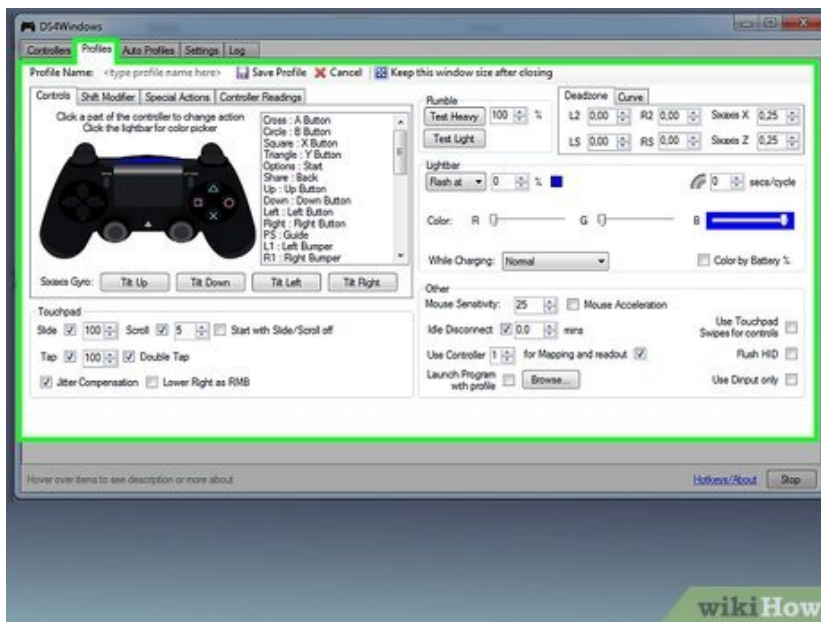 DS4Windows
Controllers Profiles Auto Profiles Settings Log
Profile Name: <type profile name here> Save Profile Cancel Keep this window size after closing
Controls Shift Modifier Special Actions Controller Readings
Click a part of the controller to change action
Click the lightbar for color picker
Cross : A Button
Circle : B Button
Square : X Button
Triangle : Y Button
Options : Start
Share : Back
Up : Up Button
Down : Down Button
Left : Left Button
Right : Right Button
PS : Guide
L1 : Left Bumper
R1 : Right Bumper
Sixaxis Gyro: Tilt Up Tilt Down Tilt Left Tilt Right
Touchpad
Slide 100 Scroll 5 Start with Slide/Scroll off
Tap 100 Double Tap
Jitter Compensation Lower Right as RMB
Rumble
Test Heavy 100 %
Test Light
Deadzone Curve
L2 0,00 R2 0,00 Sixaxis X 0,25
LS 0,00 RS 0,00 Sixaxis Z 0,25
Lightbar
Flash at 0 % 0 secs/cycle
Color: R G B
While Charging: Normal Color by Battery %
Other
Mouse Sensitivity: 25 Mouse Acceleration
Idle Disconnect 0.0 mins
Use Touchpad
Swipes for controls
Use Controller 1 for Mapping and readout Flush HID
Launch Program
with profile Browse... Use Dinput only
Hover over items to see description or more about Hotkeys/About Stop
wikiHow